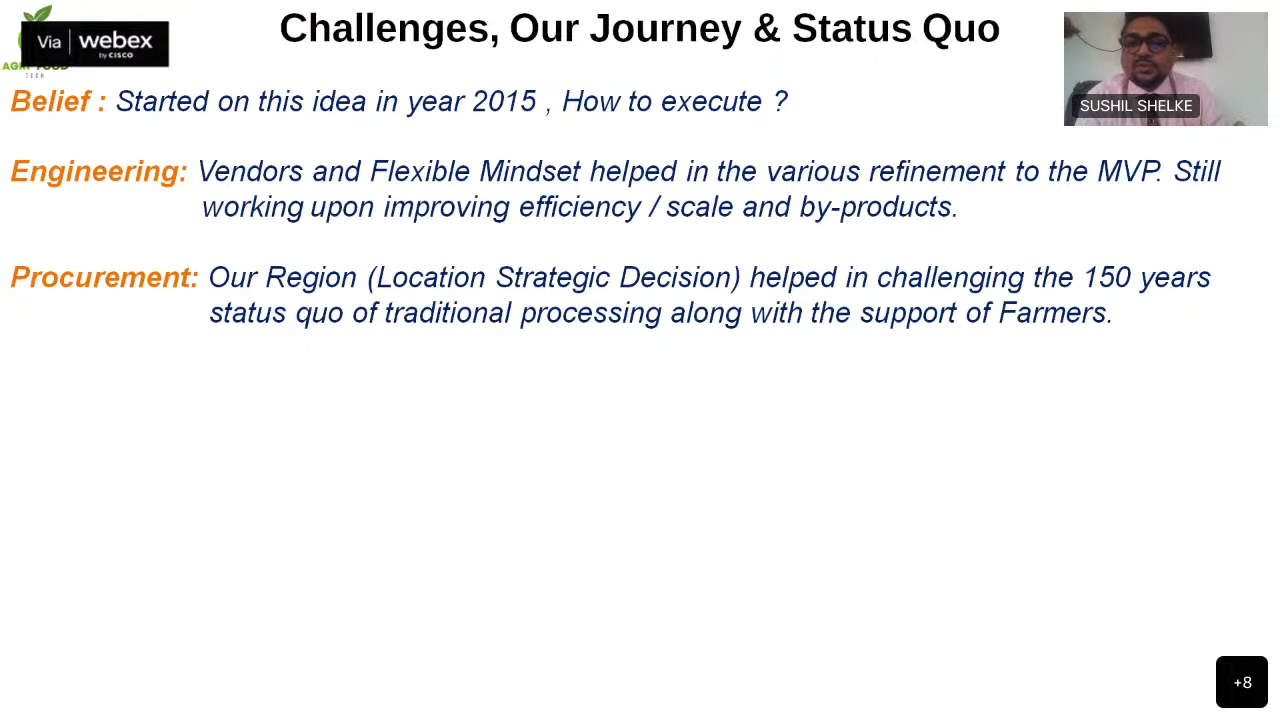 Challenges, Our Journey & Status Quo
Via webex
by CISCO
TECH
SUSHIL SHELKE
Belief : Started on this idea in year 2015 , How to execute ?
Engineering: Vendors and Flexible Mindset helped in the various refinement to the MVP. Still
working upon improving efficiency / scale and by-products.
Procurement: Our Region (Location Strategic Decision) helped in challenging the 150 years
status quo of traditional processing along with the support of Farmers.
+8